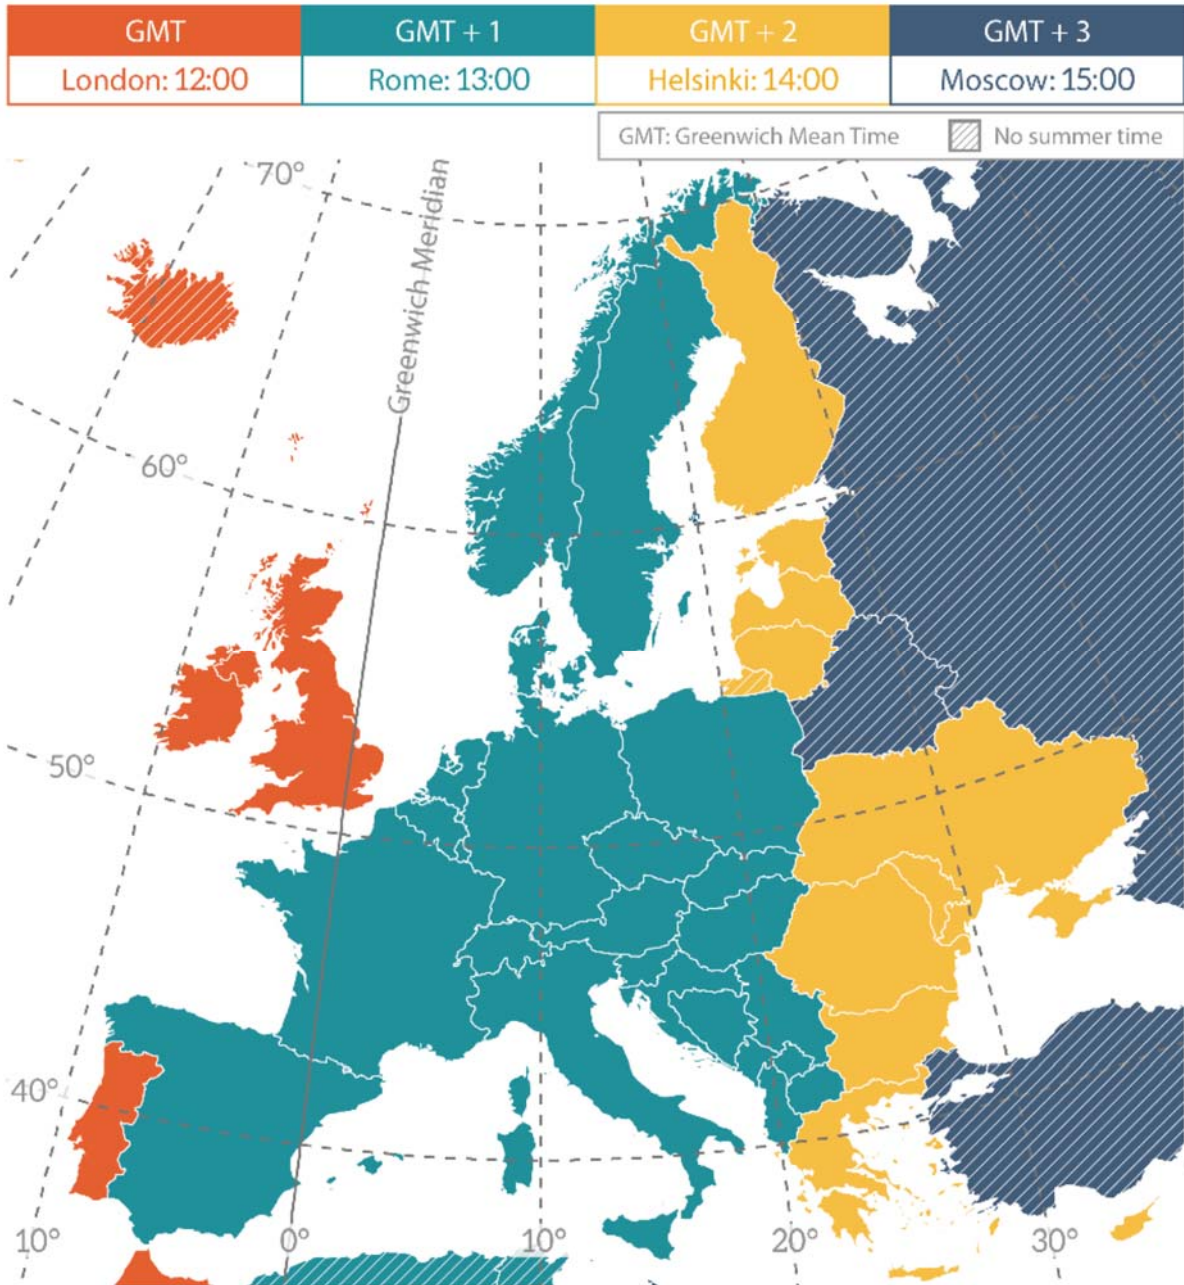 GMT GMT + 1 GMT + 2 GMT + 3
London: 12:00 Rome: 13:00 Helsinki: 14:00 Moscow: 15:00
GMT: Greenwich Mean Time No summer time
70°
Greenwich Meridian
60°
50°
40°
10° 0° 10° 20° 30°